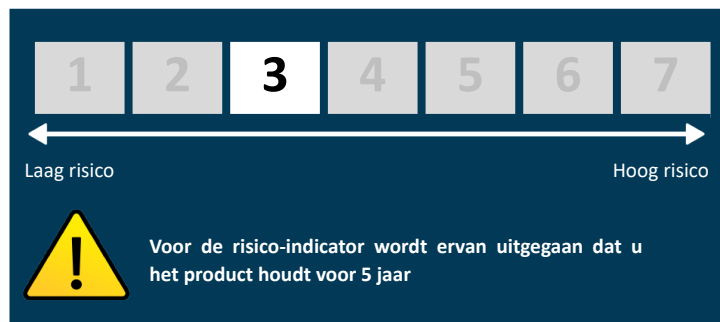 1 2 3 4 5 6 7
Laag risico Hoog risico
!
Voor de risico-indicator wordt ervan uitgegaan dat u
het product houdt voor 5 jaar